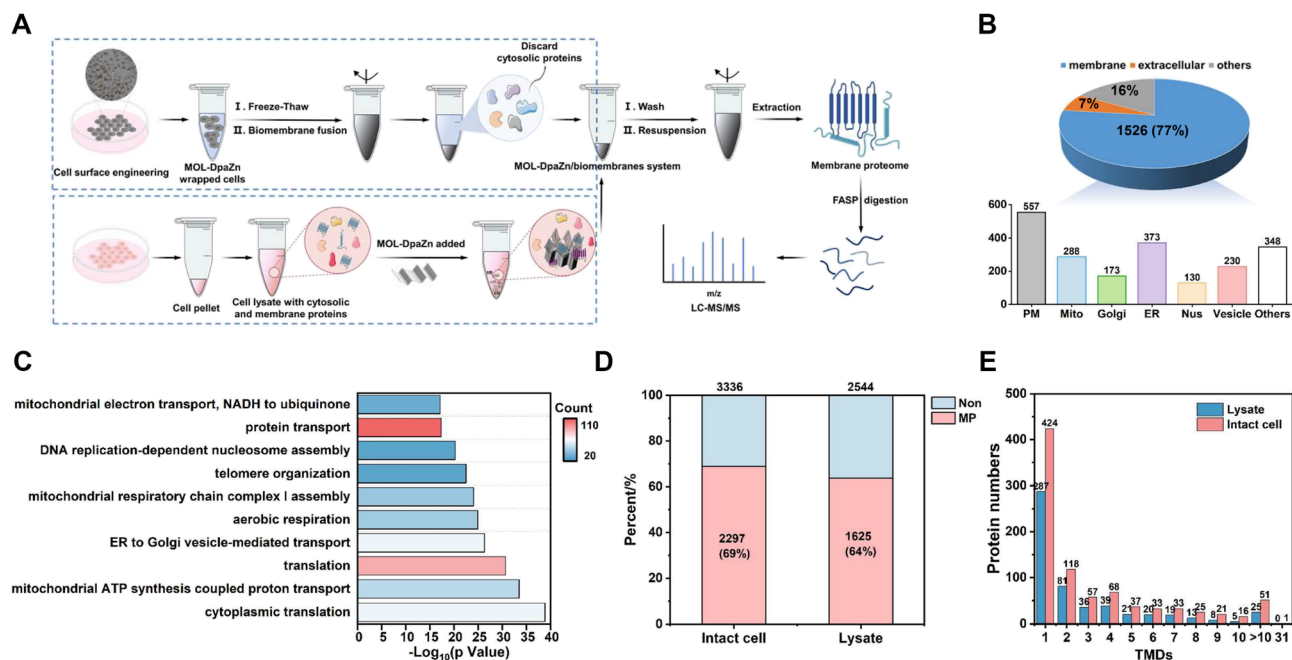 A
Discard
cytosolic proteins
I . Freeze-Thaw
II. Biomembrane fusion
I . Wash
II. Resuspension
Extraction
Cell surface engineering
MOL-DpaZn
wrapped cells
MOL-DpaZn/biomembranes system
Membrane proteome
FASP digestion
MOL-DpaZn added
Cell pellet
Cell lysate with cytosolic
and membrane proteins
m/z
LC-MS/MS
B
membrane extracellular others
16%
7%
1526 (77%)
600
400
200
0
557
288
173
373
130
230
348
PM Mito Golgi ER Nus Vesicle Others
C
mitochondrial electron transport, NADH to ubiquinone
protein transport
DNA replication-dependent nucleosome assembly
telomere organization
mitochondrial respiratory chain complex I assembly
aerobic respiration
ER to Golgi vesicle-mediated transport
translation
mitochondrial ATP synthesis coupled proton transport
cytoplasmic translation
Count
110
20
0 5 10 15 20 25 30 35 40
-Log10(p Value)
D
3336 2544
Non
MP
100
80
60
40
20
0
Percent/%
2297
(69%)
1625
(64%)
Intact cell Lysate
E
Lysate
Intact cell
500
400
300
200
100
0
Protein numbers
287 424
81 118
36 57
39 68
21 37
20 33
19 33
13 25
8 21
5 16
25 51
0 1
1 2 3 4 5 6 7 8 9 10 >10 31
TMDs